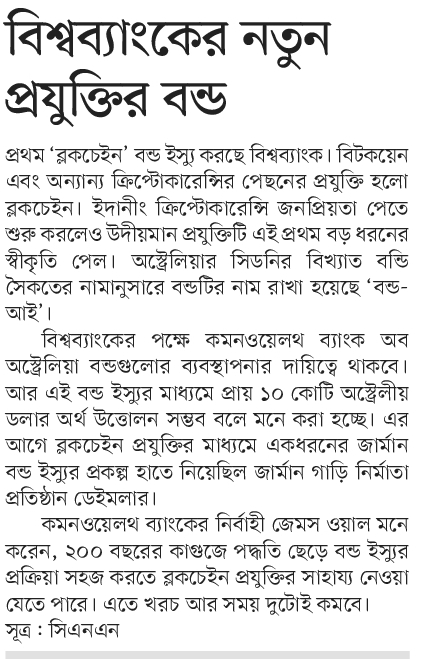 বিশ্বব্যাংকের নতুন
প্রযুক্তির বন্ড
প্রথম ‘ব্লকচেইন’ বন্ড ইস্যু করছে বিশ্বব্যাংক। বিটকয়েন
এবং অন্যান্য ক্রিপ্টোকারেন্সির পেছনের প্রযুক্তি হলো
ব্লকচেইন। ইদানীং ক্রিপ্টোকারেন্সি জনপ্রিয়তা পেতে
শুরু করলেও উদীয়মান প্রযুক্তিটি এই প্রথম বড় ধরনের
স্বীকৃতি পেল। অস্ট্রেলিয়ার সিডনির বিখ্যাত বন্ডি
সৈকতের নামানুসারে বন্ডটির নাম রাখা হয়েছে ‘বন্ড-
আই’।
বিশ্বব্যাংকের পক্ষে কমনওয়েলথ ব্যাংক অব
অস্ট্রেলিয়া বন্ডগুলোর ব্যবস্থাপনার দায়িত্বে থাকবে।
আর এই বন্ড ইস্যুর মাধ্যমে প্রায় ১০ কোটি অস্ট্রেলীয়
ডলার অর্থ উত্তোলন সম্ভব বলে মনে করা হচ্ছে। এর
আগে ব্লকচেইন প্রযুক্তির মাধ্যমে একধরনের জার্মান
বন্ড ইস্যুর প্রকল্প হাতে নিয়েছিল জার্মান গাড়ি নির্মাতা
প্রতিষ্ঠান ডেইমলার।
কমনওয়েলথ ব্যাংকের নির্বাহী জেমস ওয়াল মনে
করেন, ২০০ বছরের কাগুজে পদ্ধতি ছেড়ে বন্ড ইস্যুর
প্রক্রিয়া সহজ করতে ব্লকচেইন প্রযুক্তির সাহায্য নেওয়া
যেতে পারে। এতে খরচ আর সময় দুটোই কমবে।
সূত্র : সিএনএন